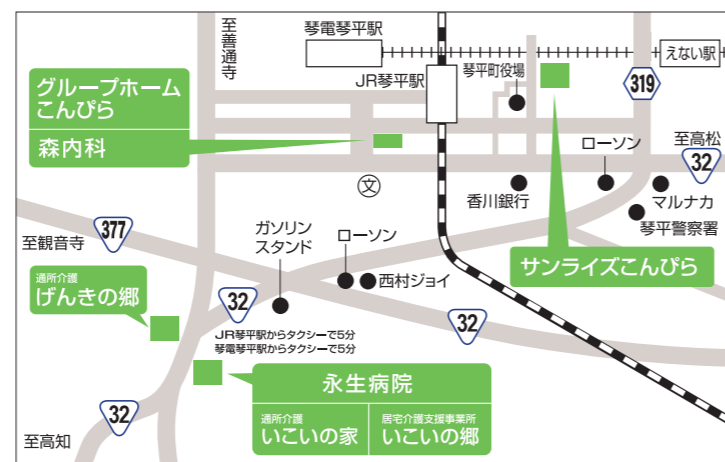 至善通寺
琴電琴平駅
えない駅
JR琴平駅
琴平町役場
319
グループホーム
こんぴら
森内科
至高松
32
ローソン
文
香川銀行
マルナカ
琴平警察署
377
至観音寺
ガソリン
スタンド
ローソン
西村ジョイ
サンライズこんぴら
通所介護
げんきの郷
32
32
JR琴平駅からタクシーで5分
琴電琴平駅からタクシーで5分
永生病院
通所介護
いこいの家
居宅介護支援事業所
いこいの郷
32
至高知